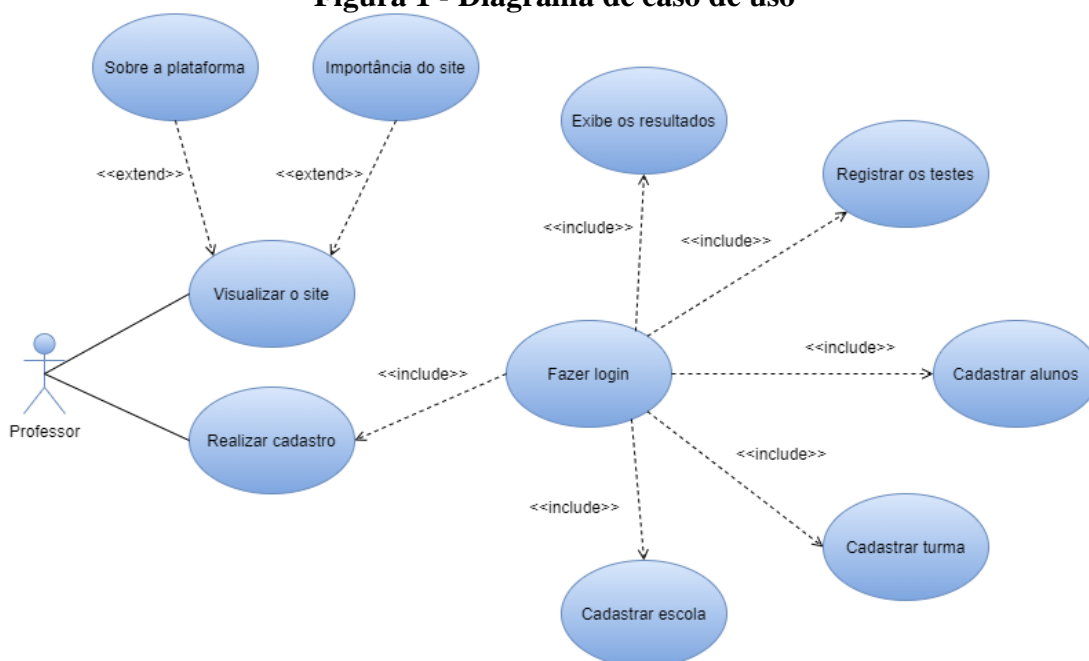 Figura 1 - Diagrama de caso de uso
Sobre a plataforma
Importância do site
Exibe os resultados
Registrar os testes
<<extend>>
<<extend>>
<<include>>
<<include>>
Visualizar o site
<<include>>
Fazer login
Cadastrar alunos
<<include>>
Professor
Realizar cadastro
<<include>>
<<include>>
Cadastrar turma
Cadastrar escola